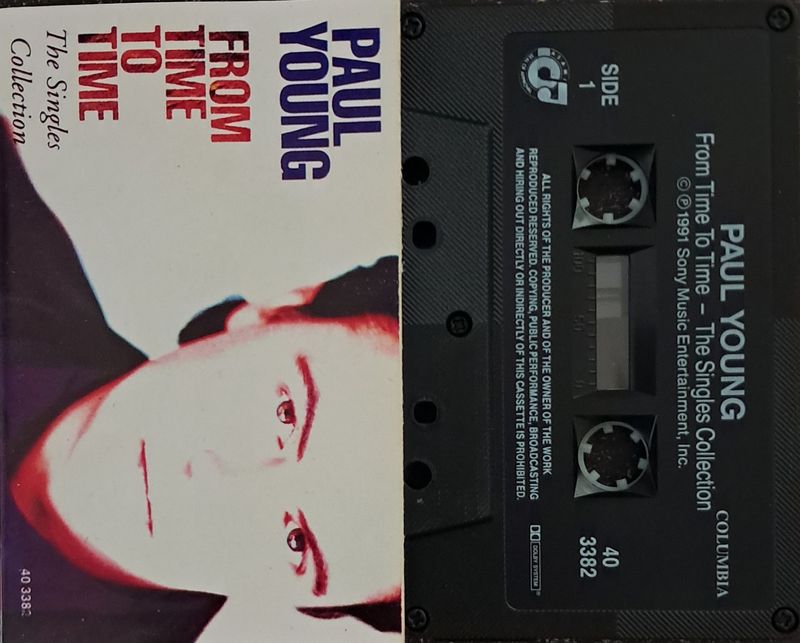 PAUL
YOUNG
FROM
TIME
TO
TIME
The Singles
Collection
40 3382
PAUL YOUNG
From Time To Time – The Singles Collection
© ℗ 1991 Sony Music Entertainment, Inc.
COLUMBIA
SIDE
1
40
3382
100
50
0
ALL RIGHTS OF THE PRODUCER AND OF THE OWNER OF THE WORK
REPRODUCED RESERVED. COPYING, PUBLIC PERFORMANCE, BROADCASTING
AND HIRING OUT DIRECTLY OR INDIRECTLY OF THIS CASSETTE IS PROHIBITED.
DOLBY SYSTEM®